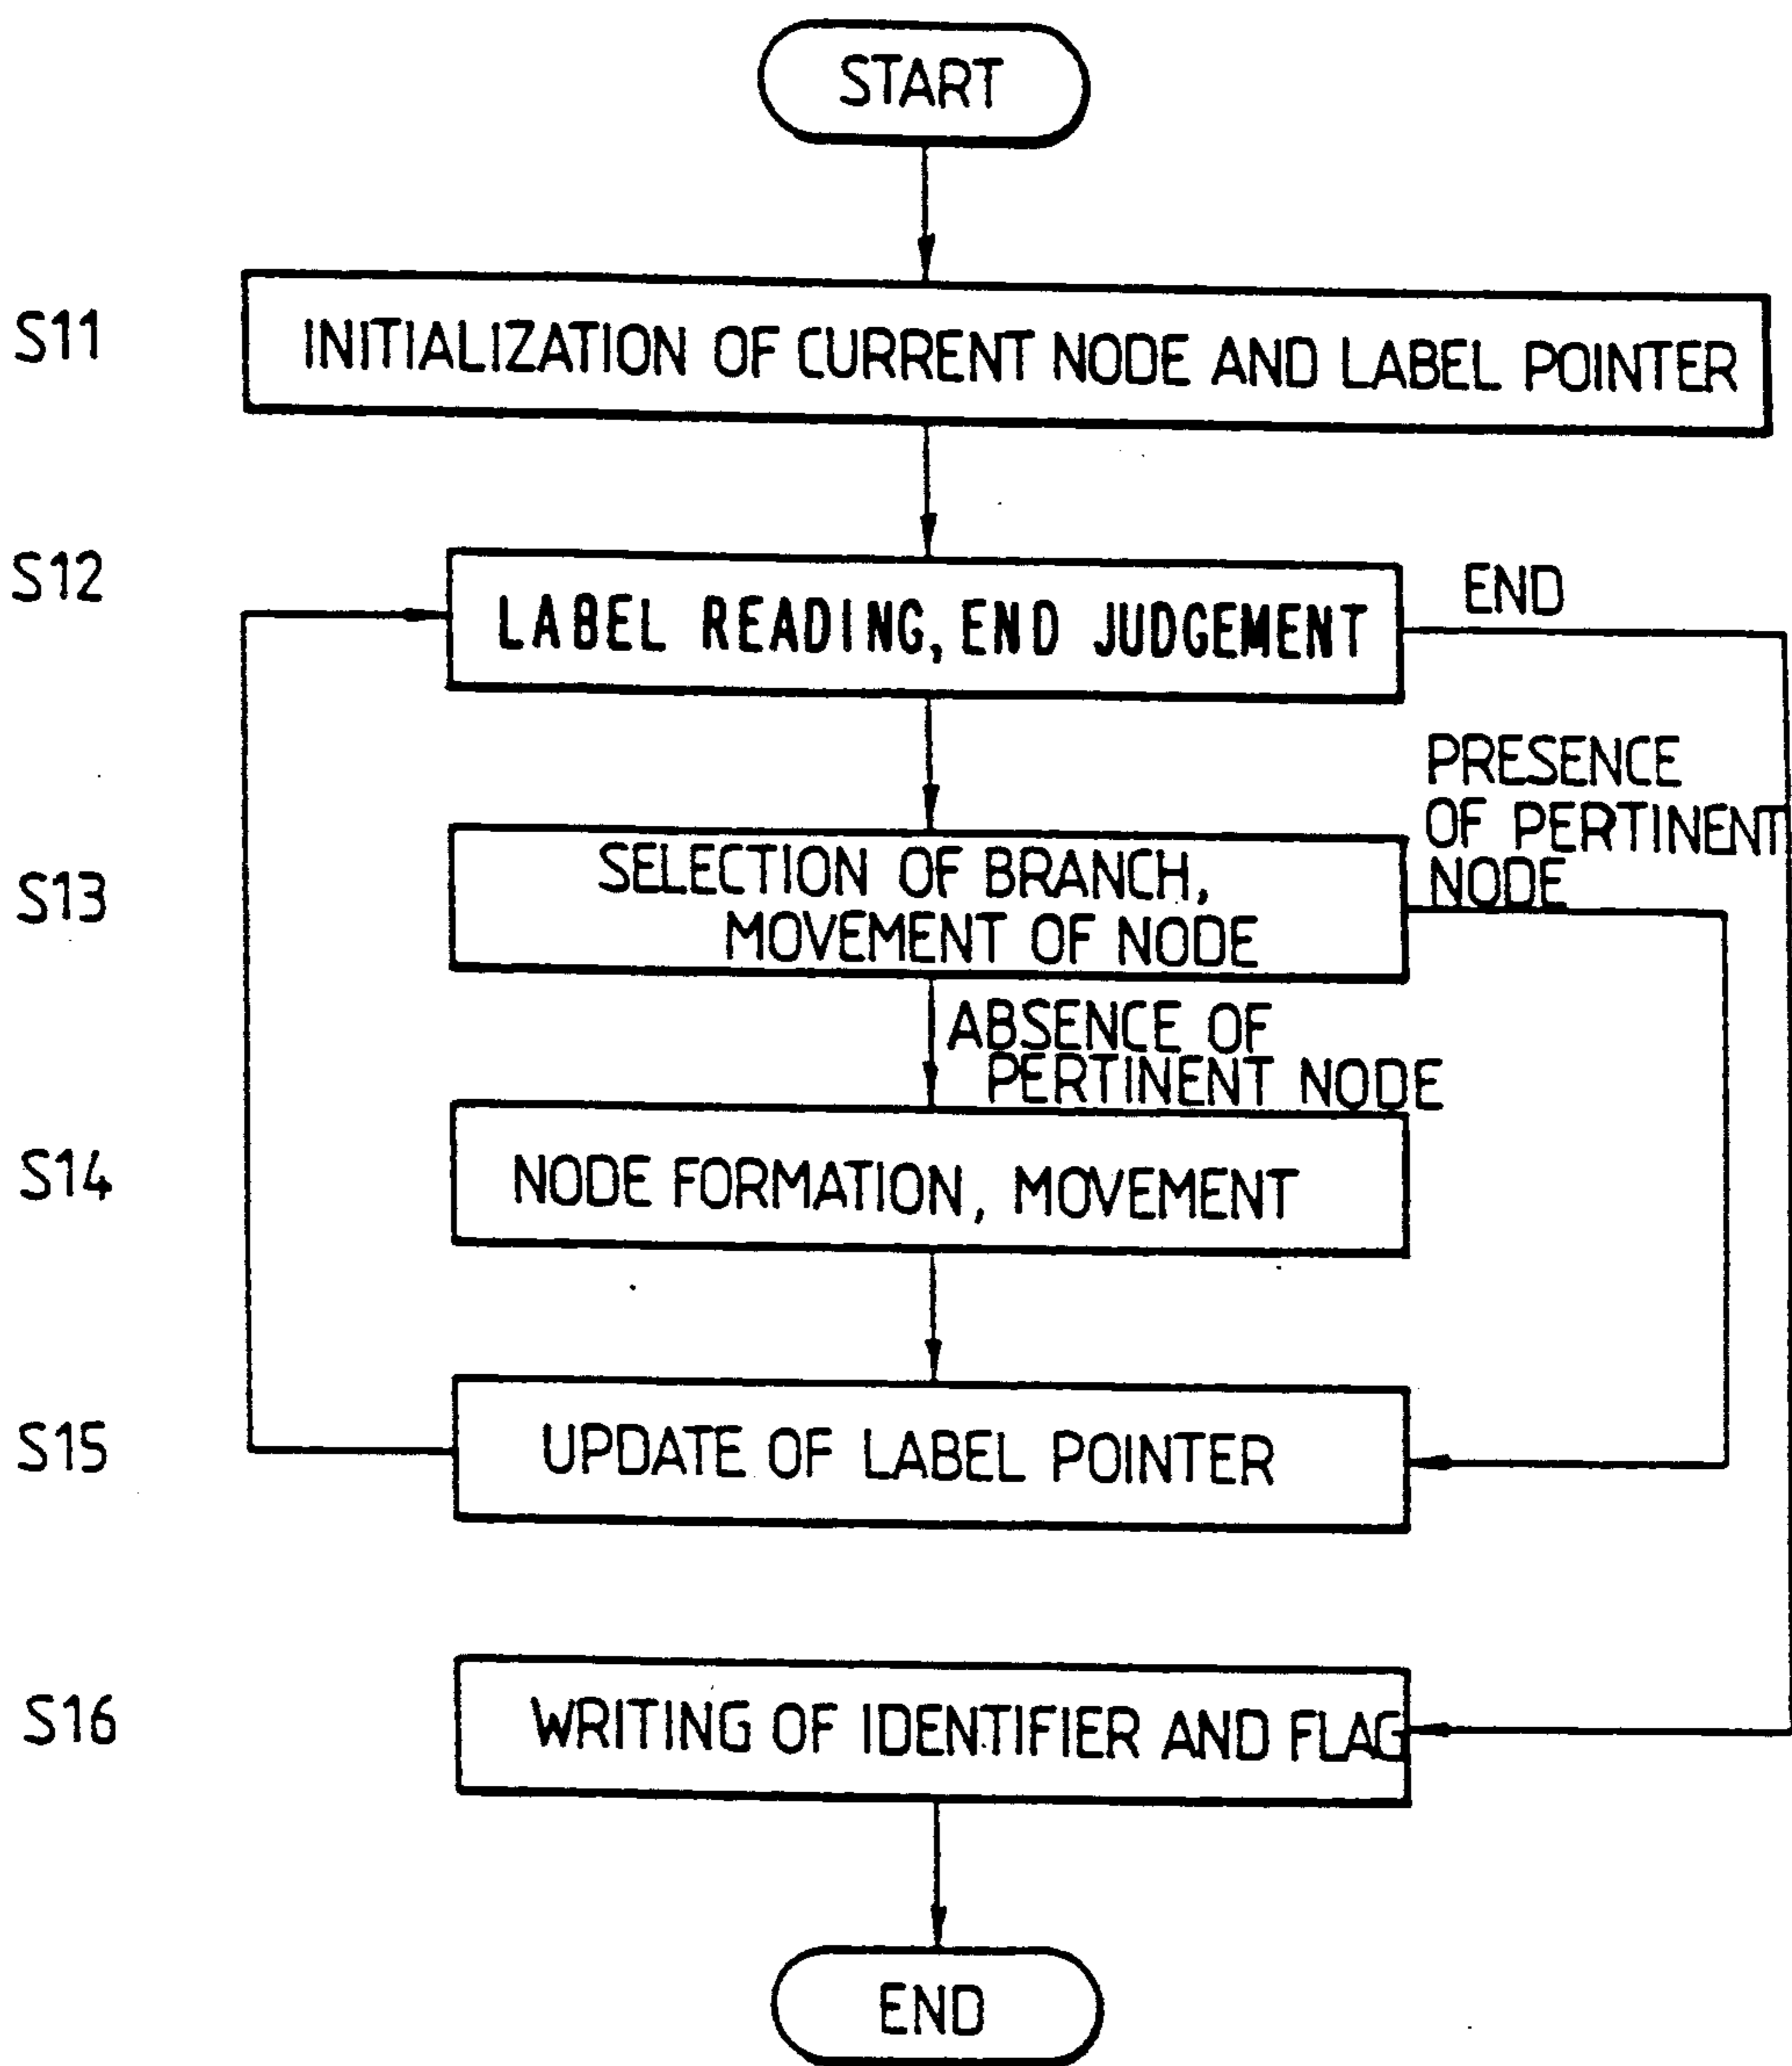 START
S11
INITIALIZATION OF CURRENT NODE AND LABEL POINTER
S12
LABEL READING, END JUDGEMENT
END
PRESENCE
OF PERTINENT
NODE
S13
SELECTION OF BRANCH,
MOVEMENT OF NODE
ABSENCE OF
PERTINENT NODE
S14
NODE FORMATION, MOVEMENT
S15
UPDATE OF LABEL POINTER
S16
WRITING OF IDENTIFIER AND FLAG
END